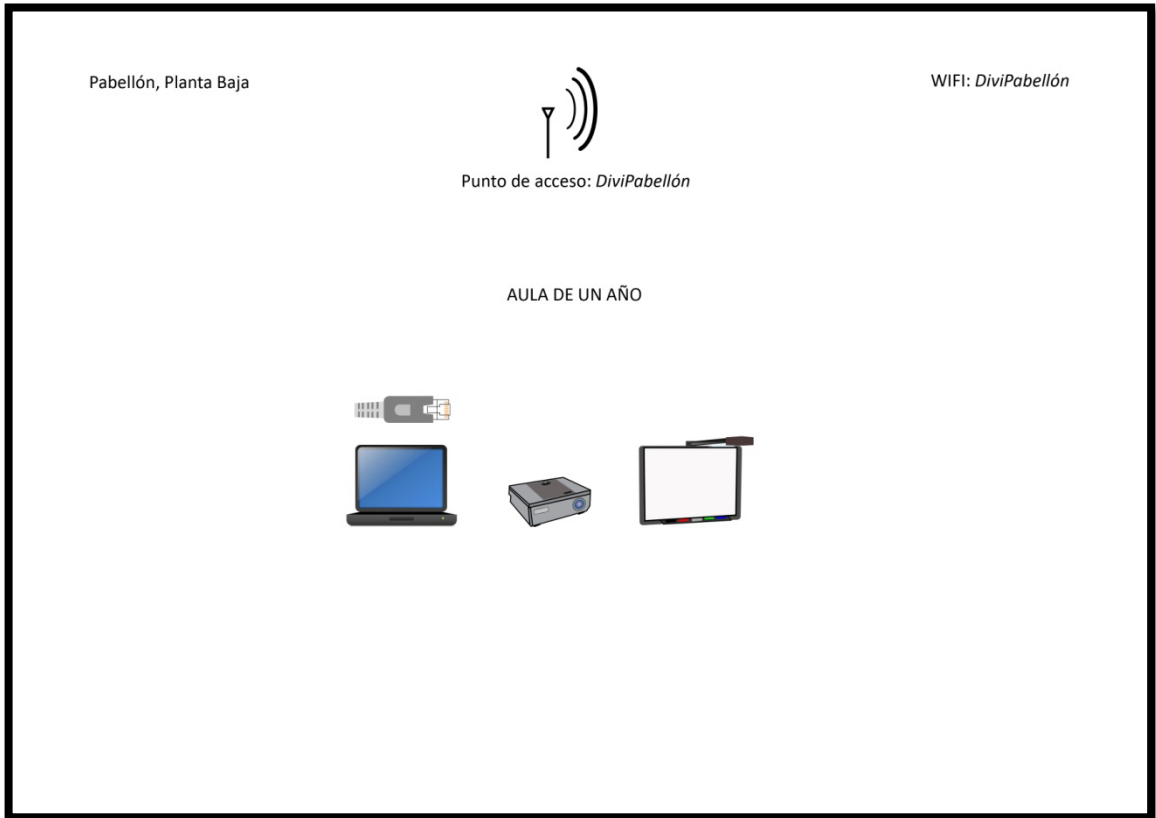 Pabellón, Planta Baja
WIFI: DiviPabellón
Punto de acceso: DiviPabellón
AULA DE UN AÑO